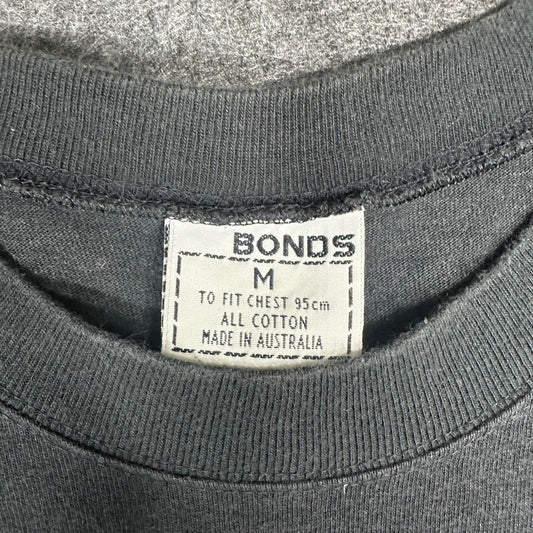 BONDS
M
TO FIT CHEST 95cm
ALL COTTON
MADE IN AUSTRALIA